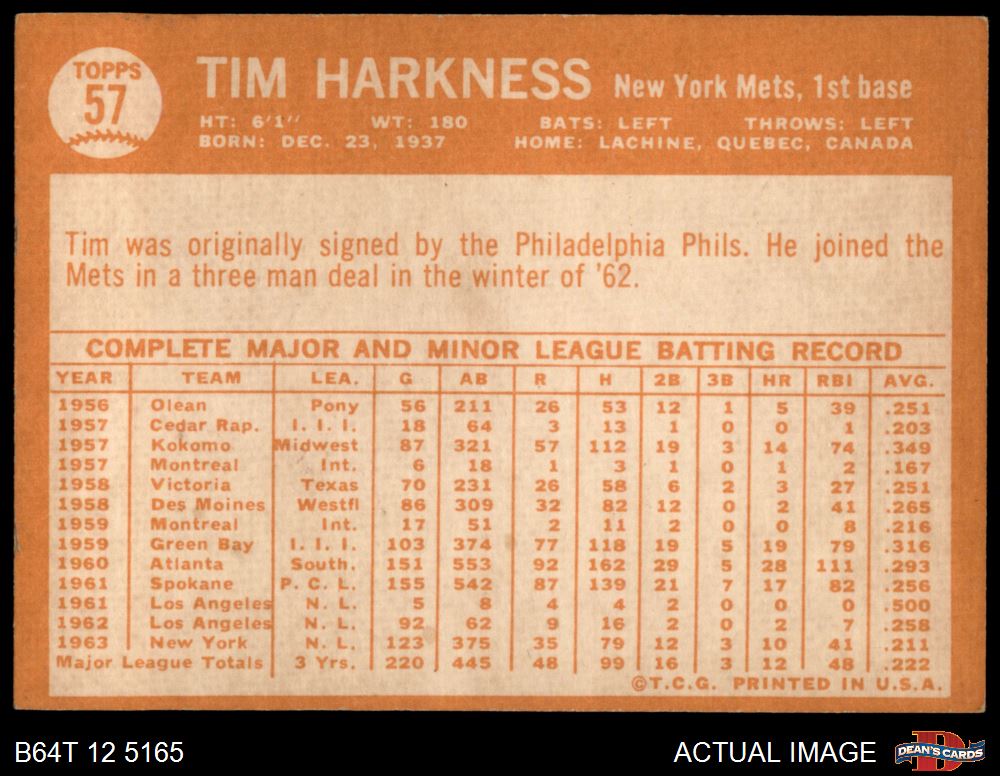 TOPPS
57
TIM HARKNESS New York Mets, 1st base
HT: 6'1" WT: 180 BATS: LEFT THROWS: LEFT
BORN: DEC. 23, 1937 HOME: LACHINE, QUEBEC, CANADA
Tim was originally signed by the Philadelphia Phils. He joined the
Mets in a three man deal in the winter of '62.
COMPLETE MAJOR AND MINOR LEAGUE BATTING RECORD
YEAR TEAM LEA. G AB R H 2B 3B HR RBI AVG.
1956 Olean Pony 56 211 26 53 12 1 5 39 .251
1957 Cedar Rap. I. I. I. 18 64 3 13 1 0 0 1 .203
1957 Kokomo Midwest 87 321 57 112 19 3 14 74 .349
1957 Montreal Int. 6 18 1 3 1 0 1 2 .167
1958 Victoria Texas 70 231 26 58 6 2 3 27 .251
1958 Des Moines Westfl 86 309 32 82 12 0 2 41 .265
1959 Montreal Int. 17 51 2 11 2 0 0 8 .216
1959 Green Bay I. I. I. 103 374 77 118 19 5 19 79 .316
1960 Atlanta South. 151 553 92 162 29 5 28 111 .293
1961 Spokane P. C. L. 155 542 87 139 21 7 17 82 .256
1961 Los Angeles N. L. 5 8 4 4 2 0 0 0 .500
1962 Los Angeles N. L. 92 62 9 16 2 0 2 7 .258
1963 New York N. L. 123 375 35 79 12 3 10 41 .211
Major League Totals 3 Yrs. 220 445 48 99 16 3 12 48 .222
©T.C.G. PRINTED IN U.S.A.
B64T 12 5165
ACTUAL IMAGE
D
DEAN'S CARDS